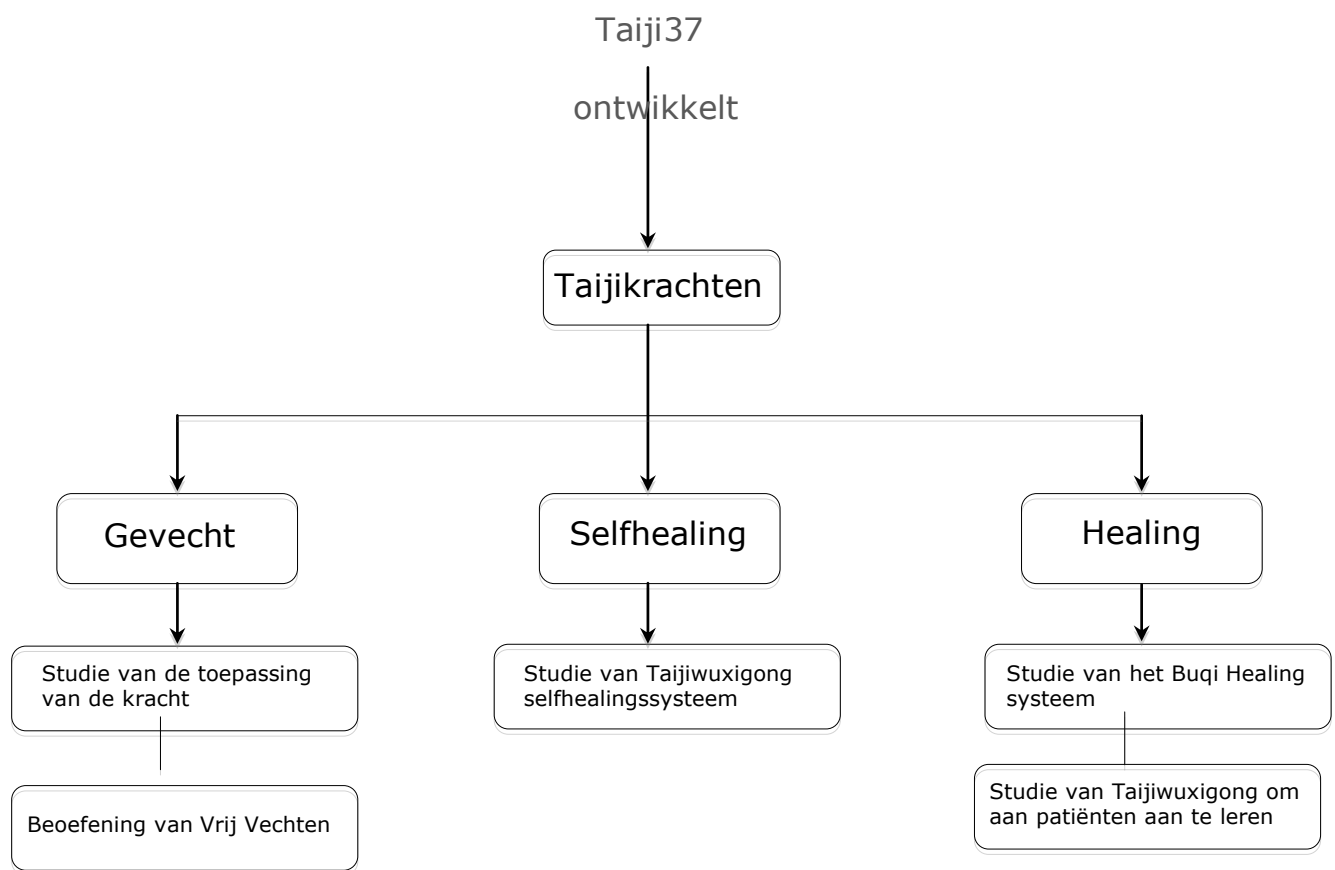 Taiji37
ontwikkelt
Taijikrachten
Gevecht
Selfhealing
Healing
Studie van de toepassing
van de kracht
Studie van Taijiwuxigong
selfhealingssysteem
Studie van het Buqi Healing
systeem
Beoefening van Vrij Vechten
Studie van Taijiwuxigong om
aan patiënten aan te leren